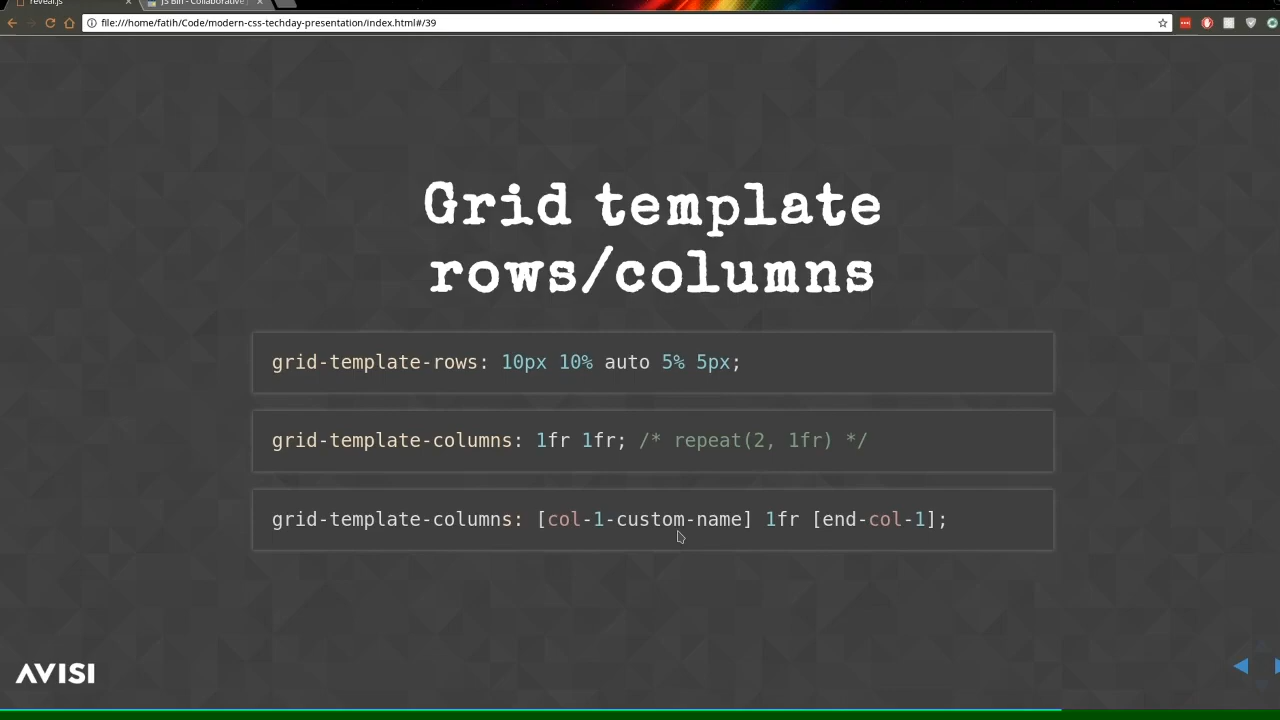 reveal.js
JS Bin - Collaborative
file:///home/fatih/Code/modern-css-techday-presentation/index.html#/39
Grid template
rows/columns
grid-template-rows: 10px 10% auto 5% 5px;
grid-template-columns: 1fr 1fr; /* repeat(2, 1fr) */
grid-template-columns: [col-1-custom-name] 1fr [end-col-1];
AVISI